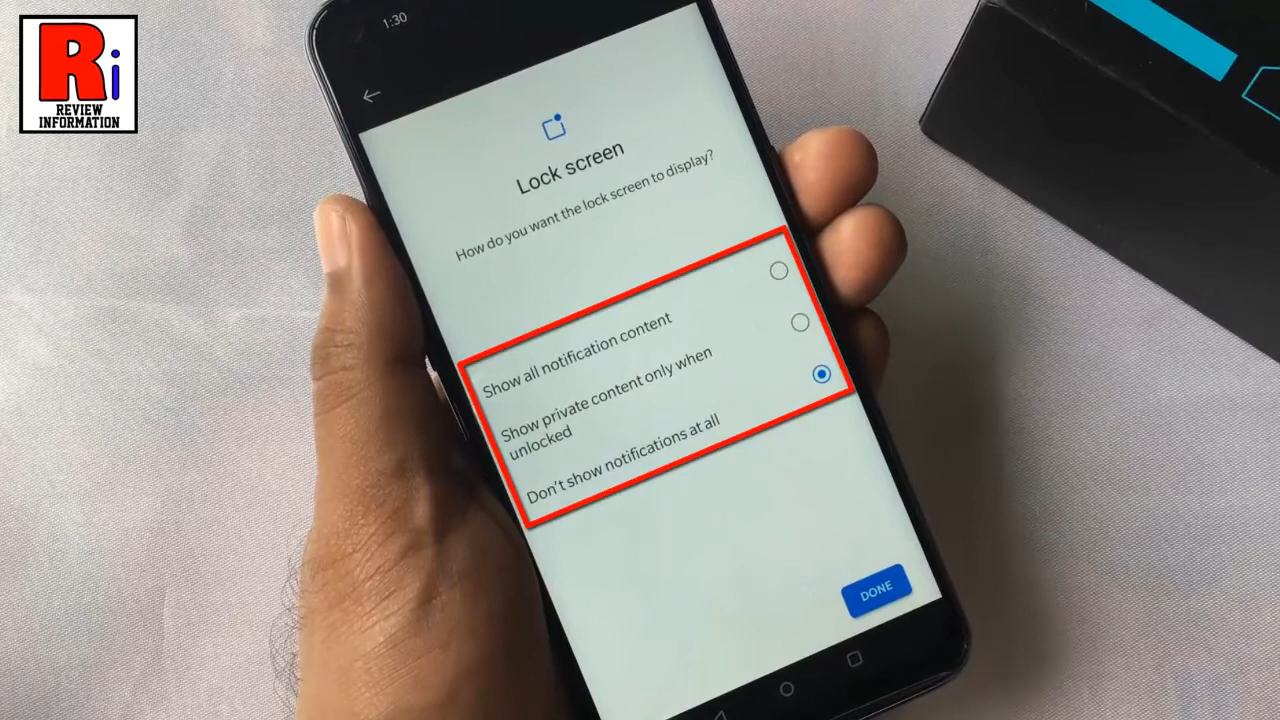 Ri
REVIEW
INFORMATION
1:30
Lock screen
How do you want the lock screen to display?
Show all notification content
Show private content only when
unlocked
Don't show notifications at all
DONE